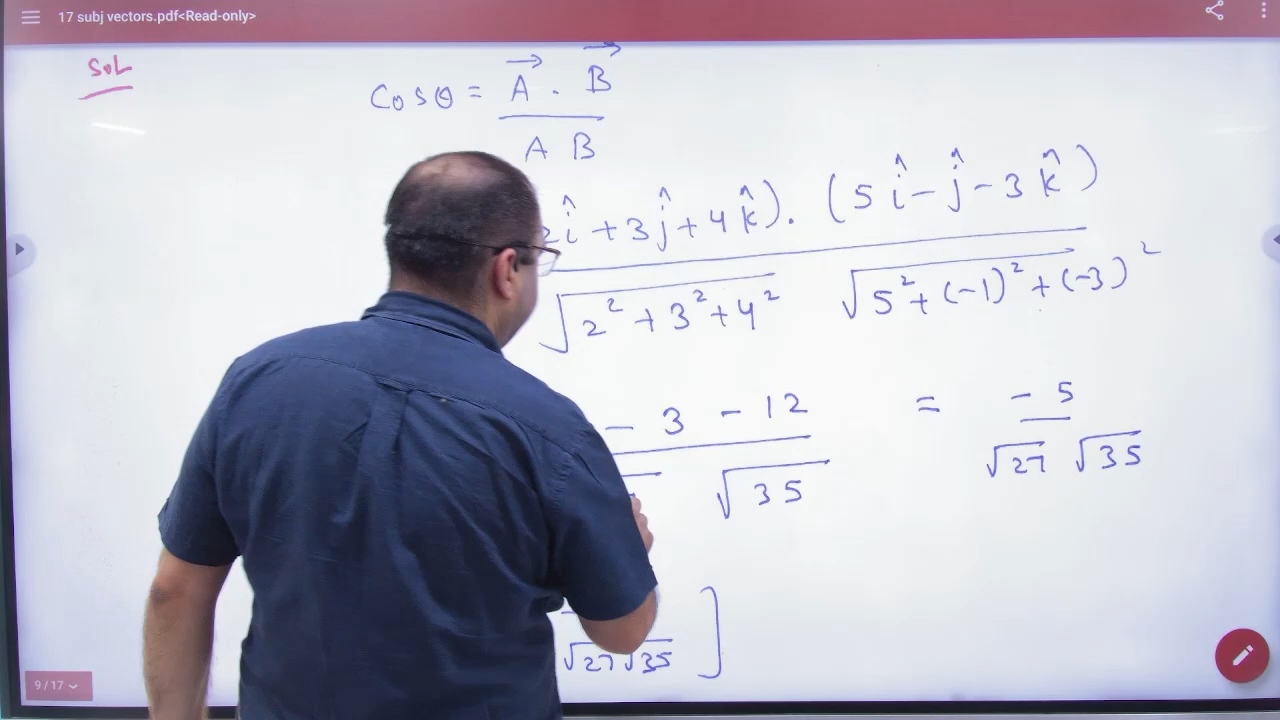 17 subj vectors.pdf<Read-only>
Sol
Cosθ = A⃗ . B⃗
A B
2î + 3ĵ + 4k̂) . (5î - ĵ - 3k̂)
√2² + 3² + 4² √5² + (-1)² + (-3)²
- 3 - 12 = - 5
√35 √27 √35
√27 √35 ]
9/17